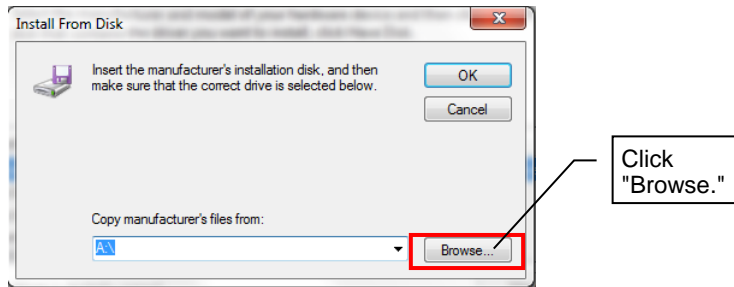 Install From Disk
Insert the manufacturer's installation disk, and then
make sure that the correct drive is selected below.
OK
Cancel
Copy manufacturer's files from:
A:\
Browse...
Click
"Browse."